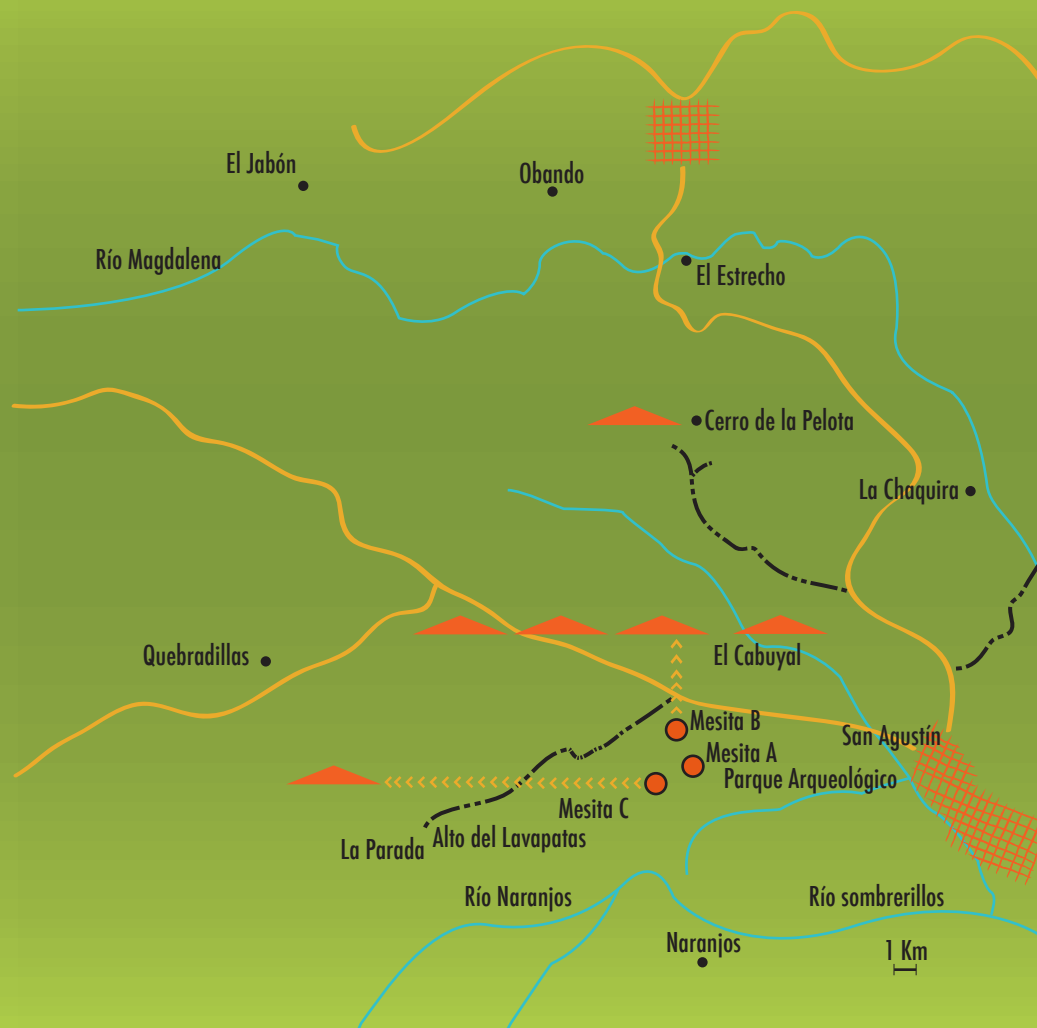 El Jabón
Obando
Río Magdalena
El Estrecho
Cerro de la Pelota
La Chaquira
Quebradillas
El Cabuyal
Mesita B
San Agustín
Mesita A
Parque Arqueológico
Mesita C
Alto del Lavapatas
La Parada
Río Naranjos
Río sombrerillos
Naranjos
1 Km